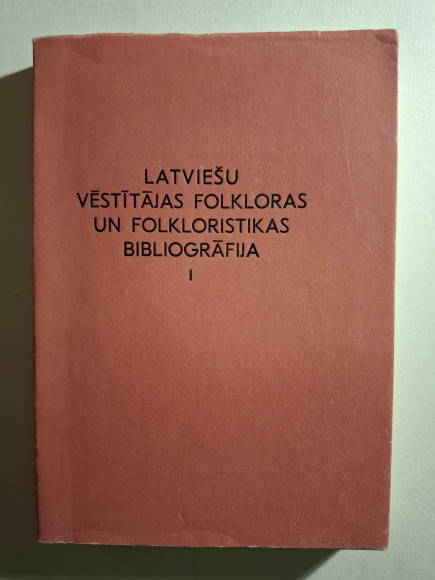 LATVIEŠU
VĒSTĪTĀJAS FOLKLORAS
UN FOLKLORISTIKAS
BIBLIOGRĀFIJA
I